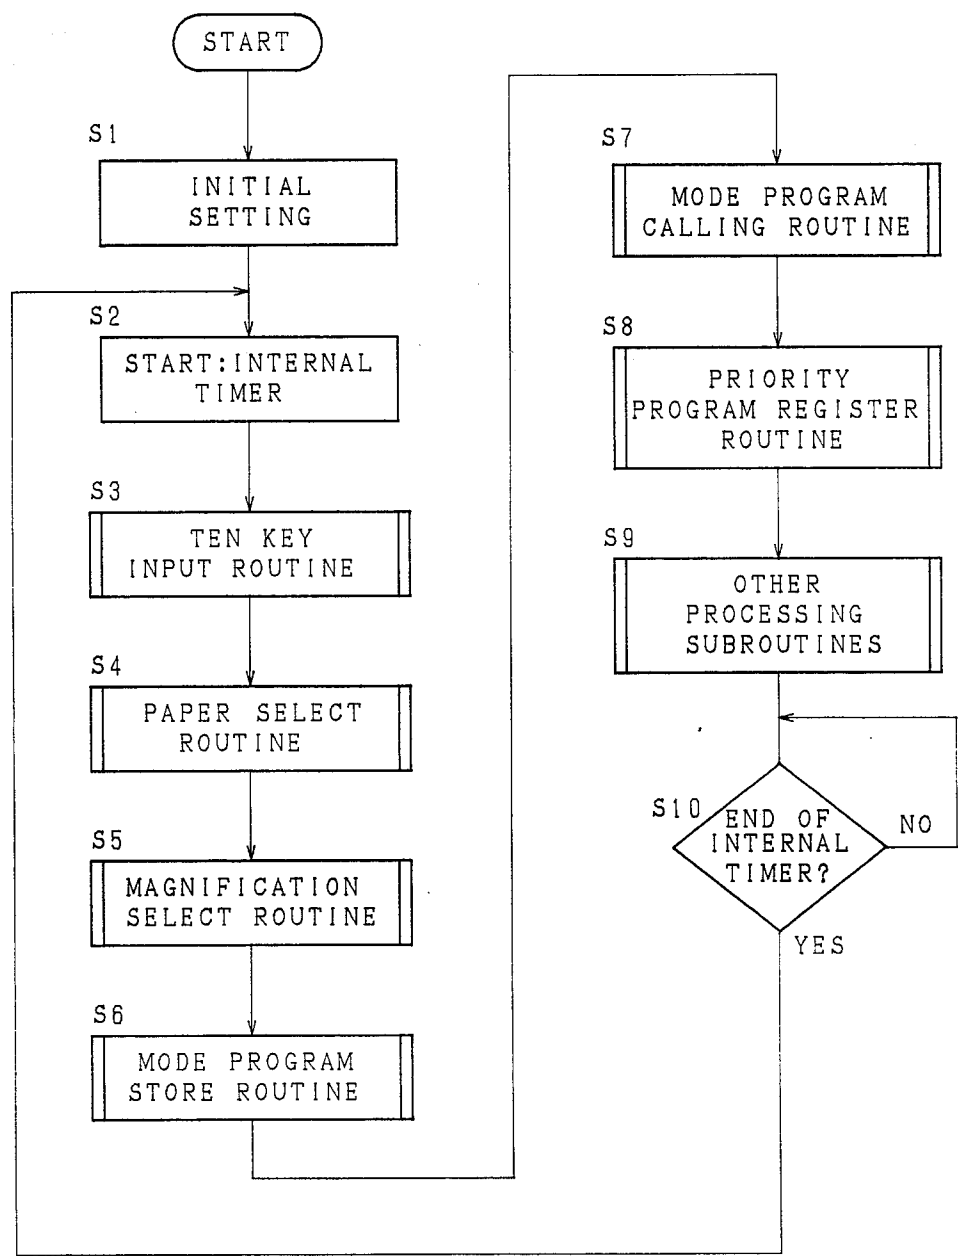 START
S1
INITIAL
SETTING
S2
START:INTERNAL
TIMER
S3
TEN KEY
INPUT ROUTINE
S4
PAPER SELECT
ROUTINE
S5
MAGNIFICATION
SELECT ROUTINE
S6
MODE PROGRAM
STORE ROUTINE
S7
MODE PROGRAM
CALLING ROUTINE
S8
PRIORITY
PROGRAM REGISTER
ROUTINE
S9
OTHER
PROCESSING
SUBROUTINES
S10
END OF
INTERNAL
TIMER?
NO
YES